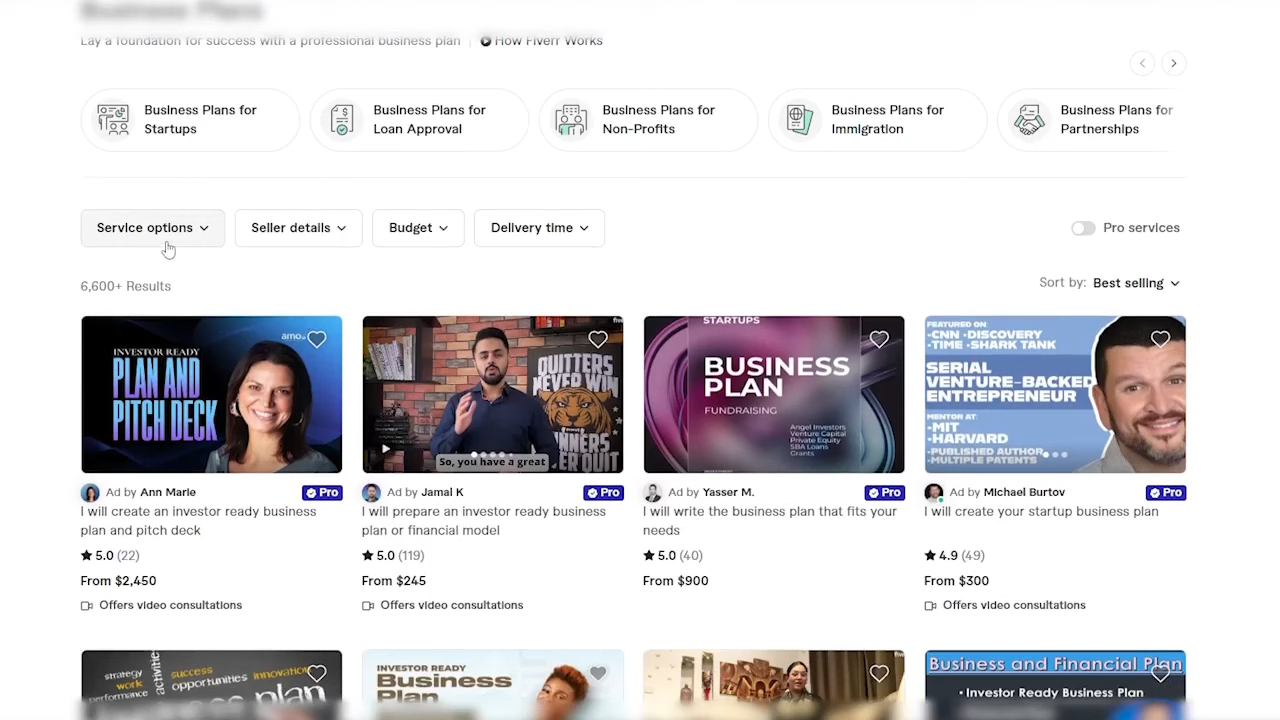 Business Plans
Lay a foundation for success with a professional business plan
How Fiverr Works
Business Plans for
Startups
Business Plans for
Loan Approval
Business Plans for
Non-Profits
Business Plans for
Immigration
Business Plans for
Partnerships
Service options
Seller details
Budget
Delivery time
Pro services
6,600+ Results
Sort by: Best selling
amo.
INVESTOR READY
PLAN AND
PITCH DECK
QUITTERS
NEVER WIN
WINNERS
NEVER QUIT
So, you have a great
STARTUPS
BUSINESS
PLAN
FUNDRAISING
Angel Investors
Venture Capital
Private Equity
SBA Loans
Grants
FEATURED ON:
-CNN -DISCOVERY
-TIME -SHARK TANK
SERIAL
VENTURE-BACKED
ENTREPRENEUR
MENTOR AT:
-MIT
-HARVARD
-PUBLISHED AUTHOR
-MULTIPLE PATENTS
Ad by Ann Marie
Pro
I will create an investor ready business
plan and pitch deck
5.0 (22)
From $2,450
Offers video consultations
Ad by Jamal K
Pro
I will prepare an investor ready business
plan or financial model
5.0 (119)
From $245
Offers video consultations
Ad by Yasser M.
Pro
I will write the business plan that fits your
needs
5.0 (40)
From $900
Ad by Michael Burtov
Pro
I will create your startup business plan
4.9 (49)
From $300
Offers video consultations
strategy
work
performance
activities
success
opportunities
innovation
business plan
INVESTOR READY
Business
Plan
Business and Financial Plan
• Investor Ready Business Plan